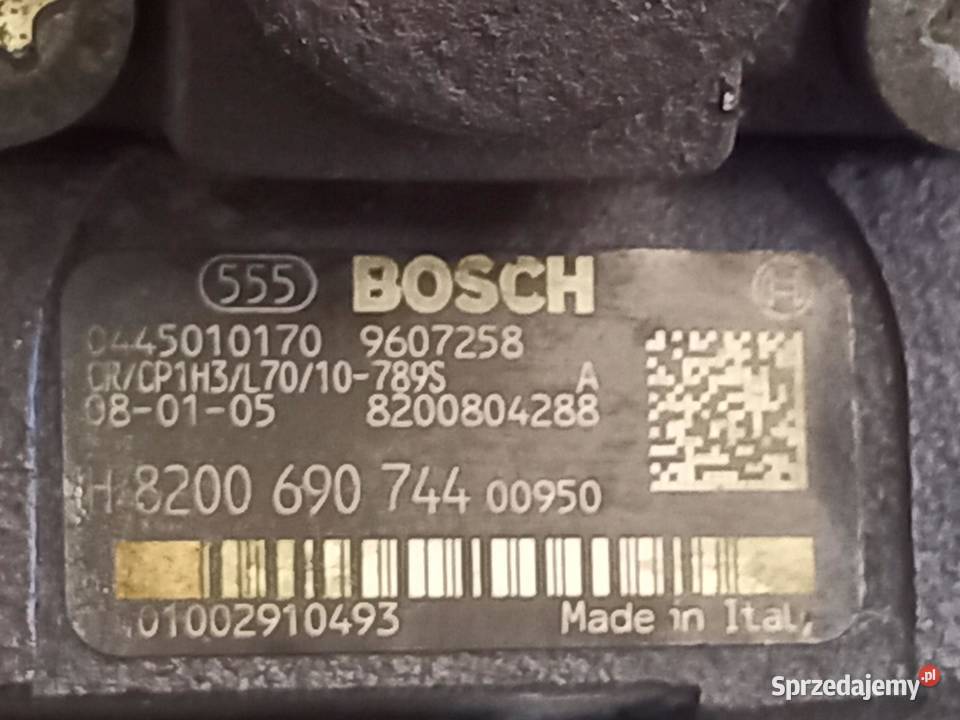 555 BOSCH H
0445010170 9607258
CR/CP1H3/L70/10-789S A
08-01-05 8200804288
H 8200 690 744 00950
01002910493 Made in Italy
Sprzedajemy.pl